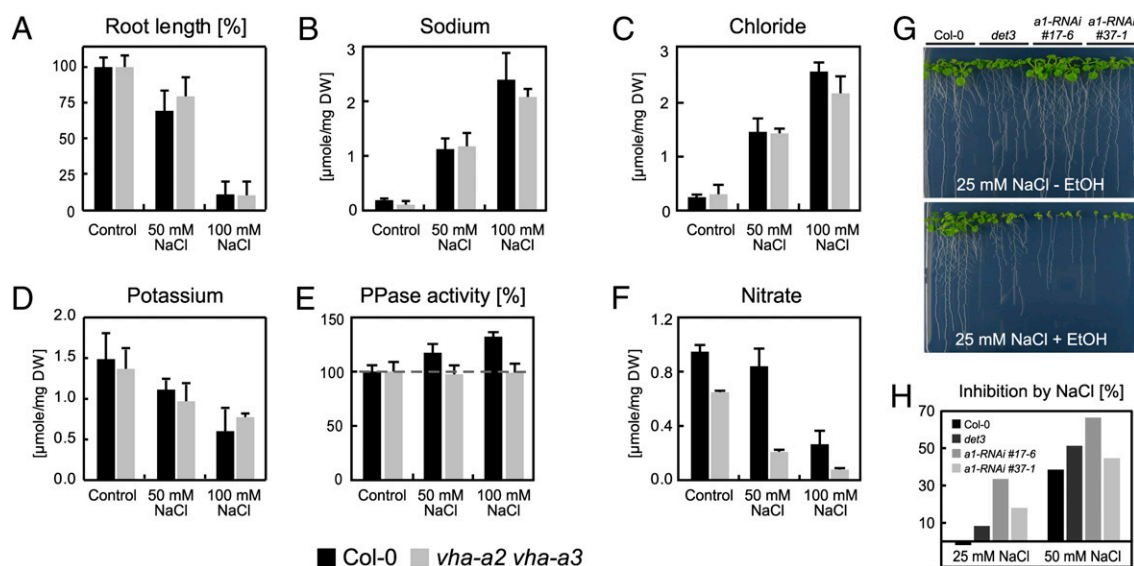 A
Root length [%]
100
75
50
25
0
Control
50 mM
NaCl
100 mM
NaCl
B
Sodium
[µmole/mg DW]
3
2
1
0
Control
50 mM
NaCl
100 mM
NaCl
C
Chloride
[µmole/mg DW]
3
2
1
0
Control
50 mM
NaCl
100 mM
NaCl
D
Potassium
[µmole/mg DW]
2.0
1.5
1.0
0.5
0.0
Control
50 mM
NaCl
100 mM
NaCl
E
PPase activity [%]
150
100
50
0
Control
50 mM
NaCl
100 mM
NaCl
F
Nitrate
[µmole/mg DW]
1.2
0.8
0.4
0.0
Control
50 mM
NaCl
100 mM
NaCl
Col-0 vha-a2 vha-a3
G
Col-0 det3 a1-RNAi #17-6 a1-RNAi #37-1
25 mM NaCl - EtOH
25 mM NaCl + EtOH
H
Inhibition by NaCl [%]
70
50
30
10
Col-0
det3
a1-RNAi #17-6
a1-RNAi #37-1
25 mM NaCl
50 mM NaCl